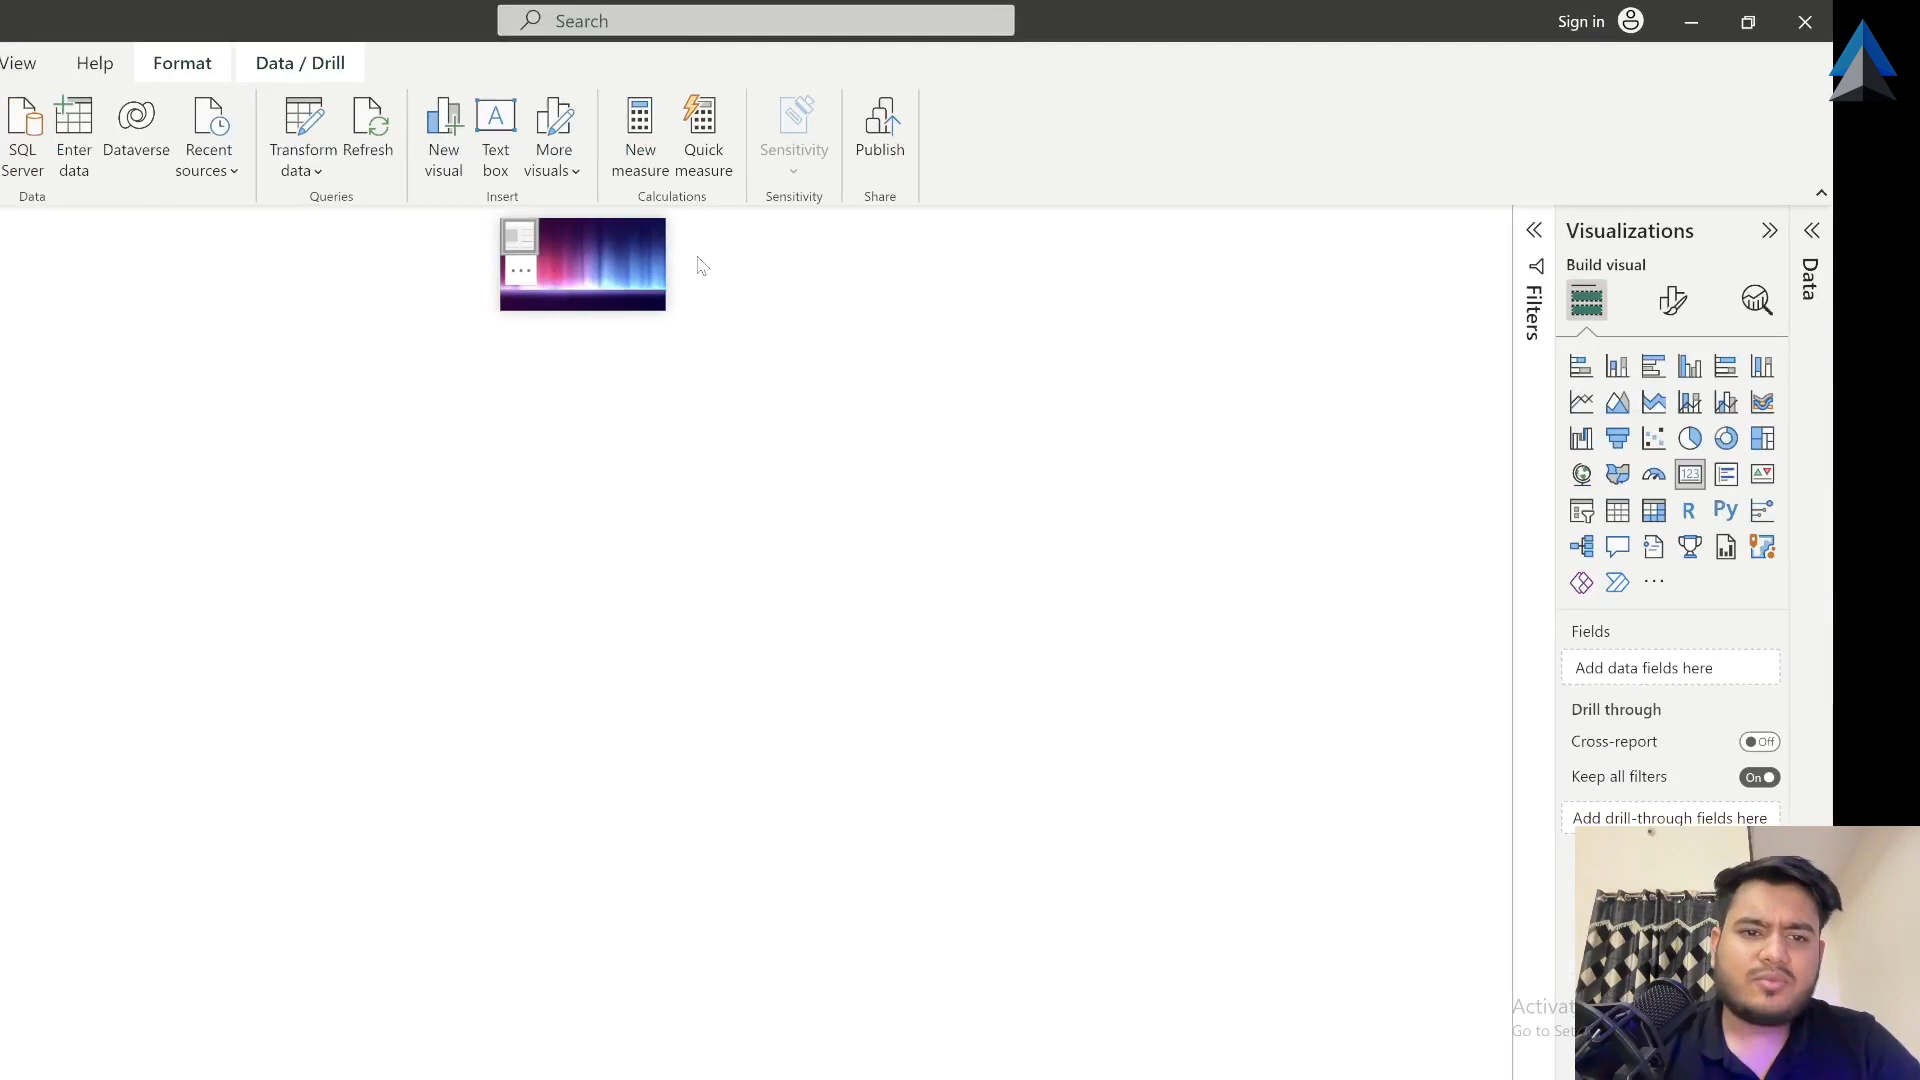 Search
Sign in
View Help Format Data / Drill
SQL Server
Enter data
Dataverse
Recent sources
Data
Transform data
Refresh
Queries
New visual
A
Text box
More visuals
Insert
New measure
Quick measure
Calculations
Sensitivity
Sensitivity
Publish
Share
Filters
Visualizations
Build visual
123
R
Py
Fields
Add data fields here
Drill through
Cross-report
Off
Keep all filters
On
Add drill-through fields here
Data
Activat
Go to Set